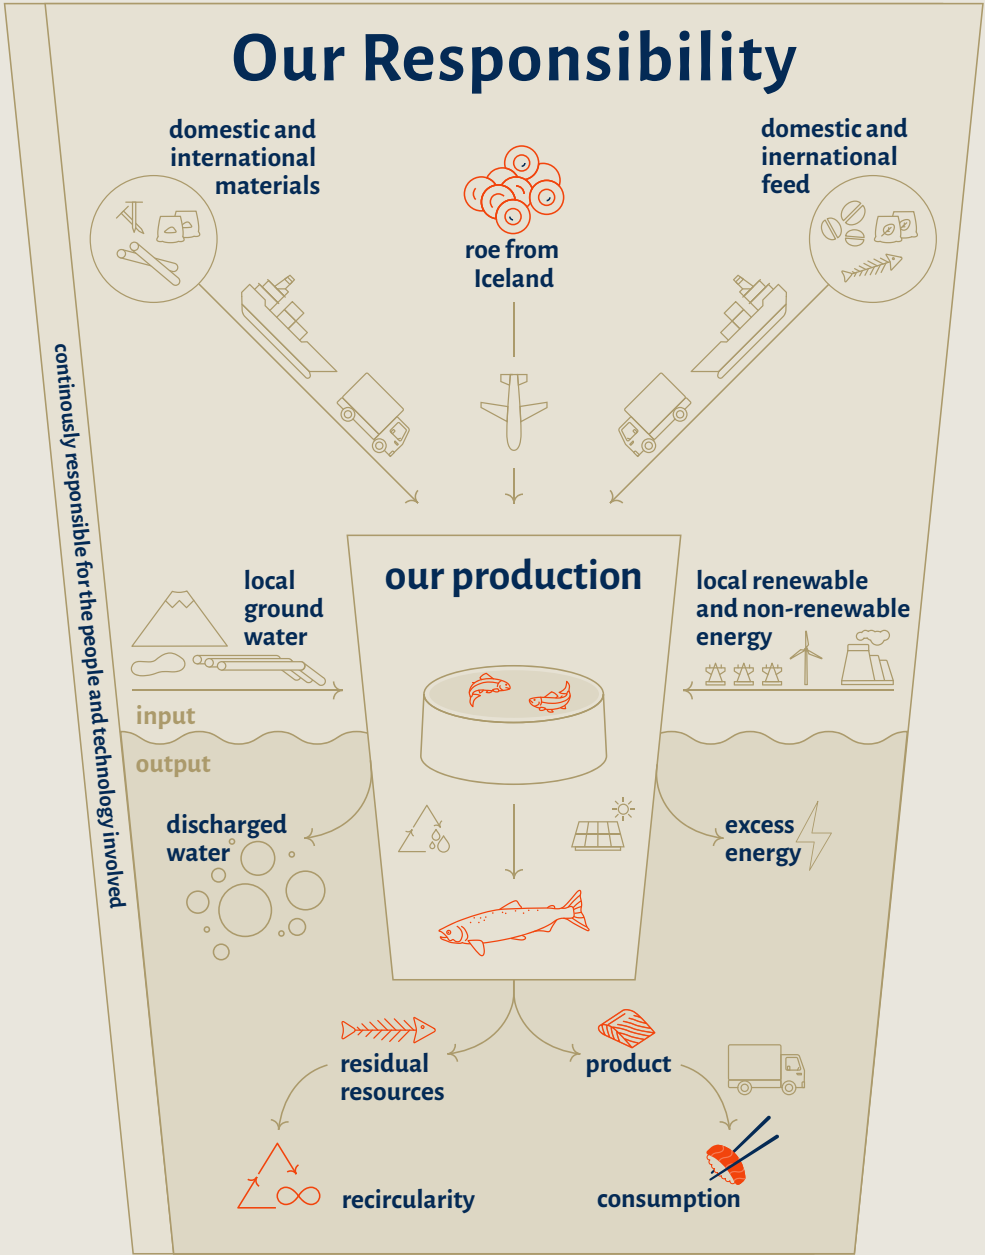 Our Responsibility
domestic and
international
materials
domestic and
inernational
feed
roe from
Iceland
continously responsible for the people and technology involved
our production
local
ground
water
local renewable
and non-renewable
energy
input
output
discharged
water
excess
energy
residual
resources
product
recircularity
consumption